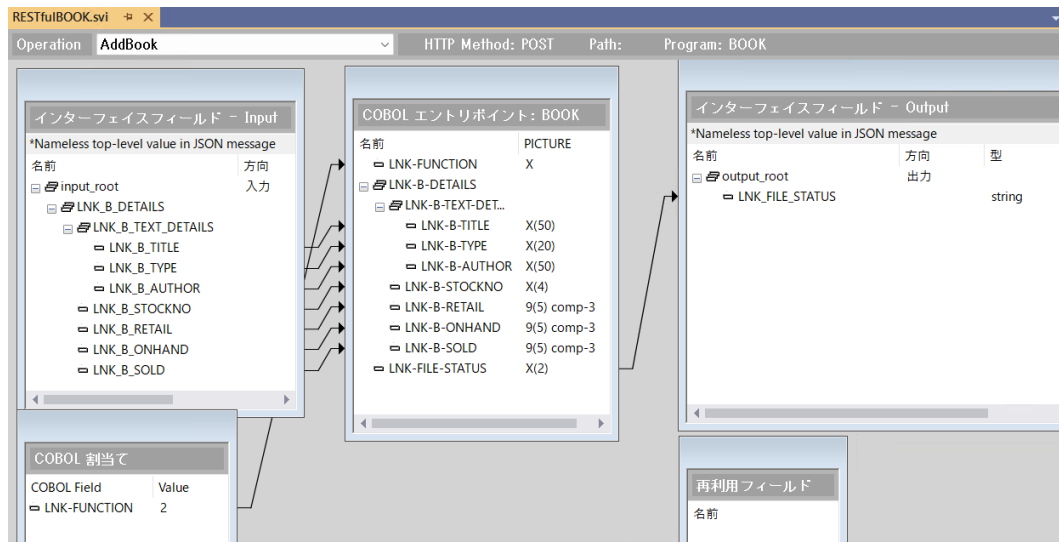 RESTfulBOOK.svi
Operation AddBook HTTP Method: POST Path: Program: BOOK
インターフェイスフィールド - Input
*Nameless top-level value in JSON message
名前 方向
input_root 入力
LNK_B_DETAILS
LNK_B_TEXT_DETAILS
LNK_B_TITLE
LNK_B_TYPE
LNK_B_AUTHOR
LNK_B_STOCKNO
LNK_B_RETAIL
LNK_B_ONHAND
LNK_B_SOLD
COBOL 割当て
COBOL Field Value
LNK-FUNCTION 2
COBOL エントリポイント: BOOK
名前 PICTURE
LNK-FUNCTION X
LNK-B-DETAILS
LNK-B-TEXT-DET...
LNK-B-TITLE X(50)
LNK-B-TYPE X(20)
LNK-B-AUTHOR X(50)
LNK-B-STOCKNO X(4)
LNK-B-RETAIL 9(5) comp-3
LNK-B-ONHAND 9(5) comp-3
LNK-B-SOLD 9(5) comp-3
LNK-FILE-STATUS X(2)
インターフェイスフィールド - Output
*Nameless top-level value in JSON message
名前 方向 型
output_root 出力
LNK_FILE_STATUS string
再利用フィールド
名前